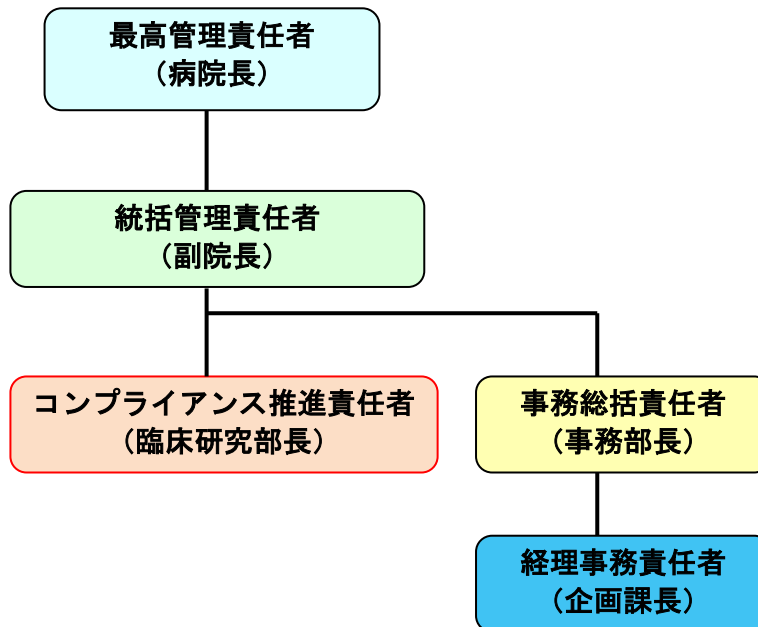 最高管理責任者
（病院長）
統括管理責任者
（副院長）
コンプライアンス推進責任者
（臨床研究部長）
事務総括責任者
（事務部長）
経理事務責任者
（企画課長）